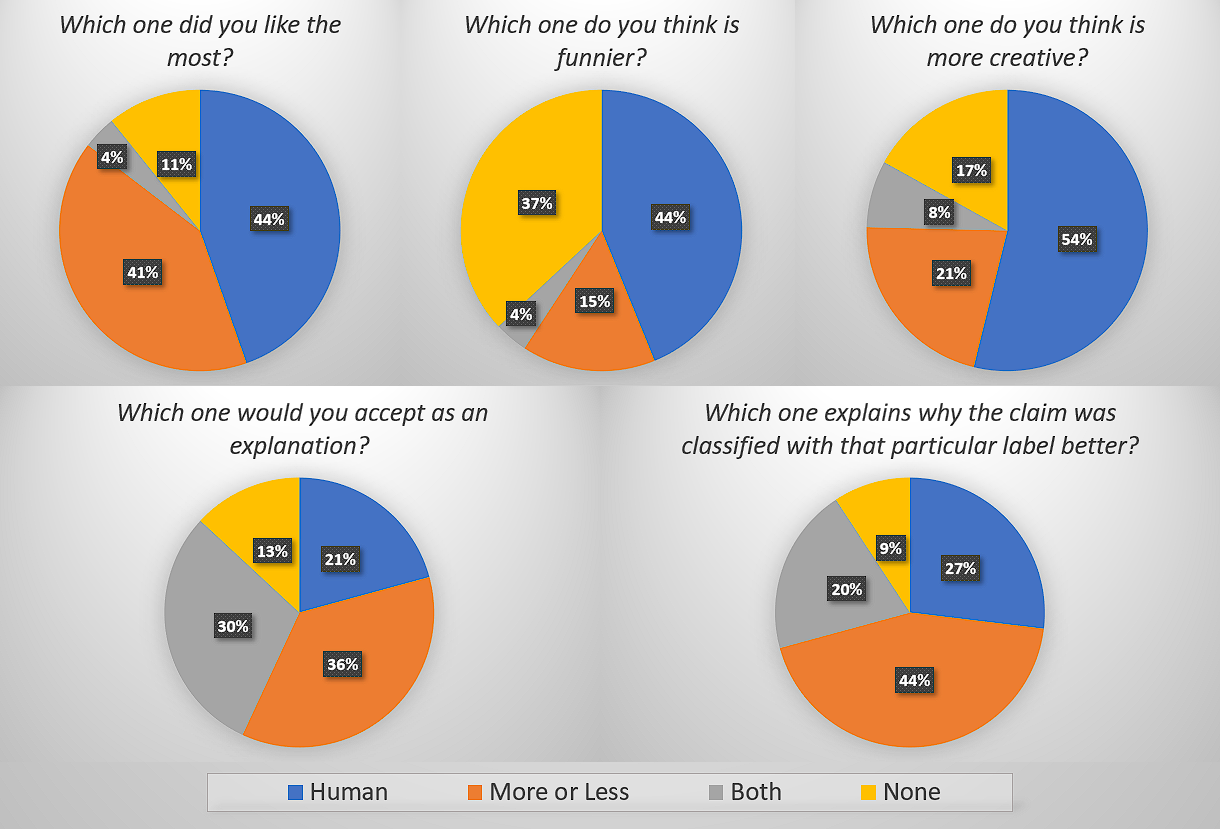 Which one did you like the
most?
44%
41%
4%
11%
Which one do you think is
funnier?
44%
15%
4%
37%
Which one do you think is
more creative?
54%
21%
8%
17%
Which one would you accept as an
explanation?
21%
36%
30%
13%
Which one explains why the claim was
classified with that particular label better?
27%
44%
20%
9%
Human
More or Less
Both
None